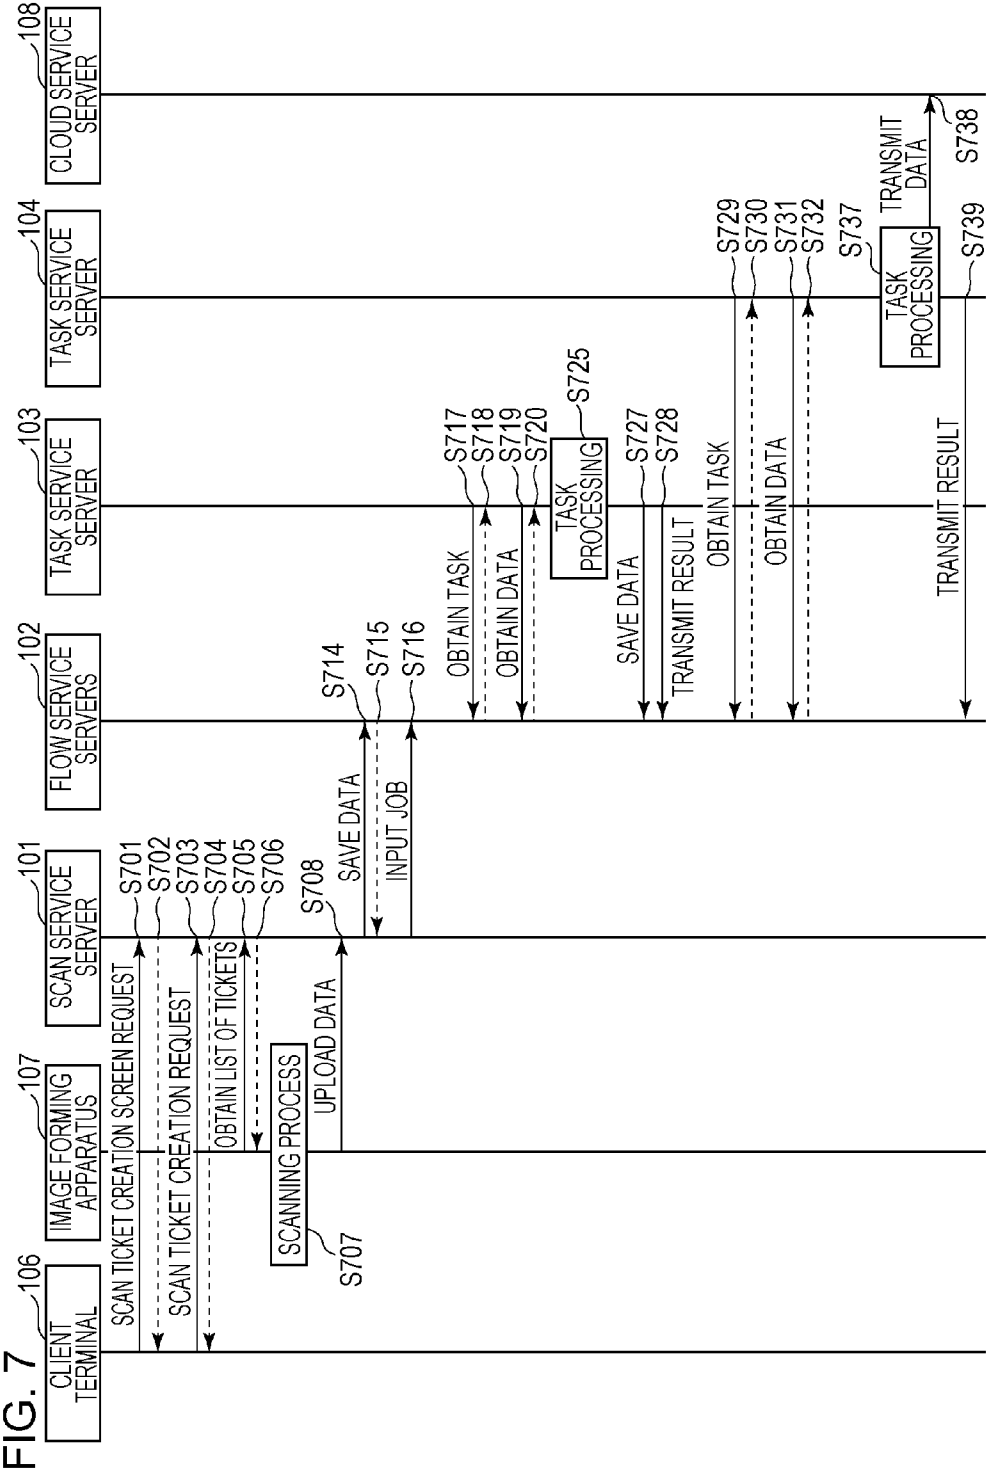 FIG. 7
106
CLIENT
TERMINAL
107
IMAGE FORMING
APPARATUS
101
SCAN SERVICE
SERVER
102
FLOW SERVICE
SERVERS
103
TASK SERVICE
SERVER
104
TASK SERVICE
SERVER
108
CLOUD SERVICE
SERVER
SCAN TICKET CREATION SCREEN REQUEST
S701
S702
SCAN TICKET CREATION REQUEST
S703
S704
OBTAIN LIST OF TICKETS
S705
S706
SCANNING PROCESS
S707
UPLOAD DATA
S708
SAVE DATA
S714
S715
INPUT JOB
S716
OBTAIN TASK
S717
S718
OBTAIN DATA
S719
S720
TASK
PROCESSING
S725
SAVE DATA
S727
TRANSMIT RESULT
S728
OBTAIN TASK
S729
S730
OBTAIN DATA
S731
S732
TASK
PROCESSING
S737
TRANSMIT
DATA
S738
TRANSMIT RESULT
S739